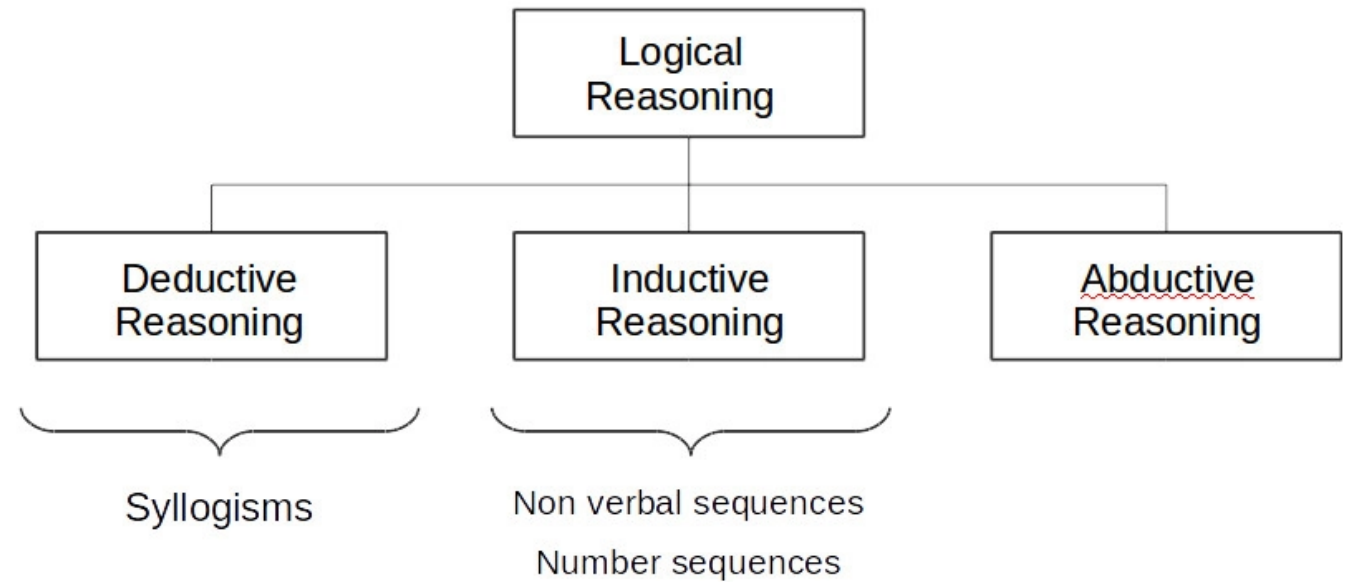 Logical
Reasoning
Deductive
Reasoning
Inductive
Reasoning
Abductive
Reasoning
Syllogisms
Non verbal sequences
Number sequences